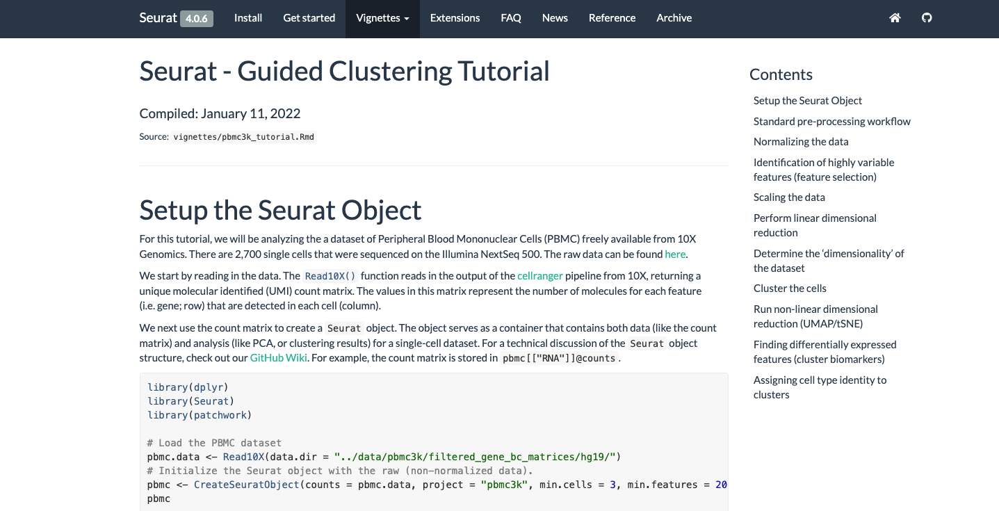 Seurat 4.0.6 Install Get started Vignettes Extensions FAQ News Reference Archive
Seurat - Guided Clustering Tutorial
Compiled: January 11, 2022
Source: vignettes/pbmc3k_tutorial.Rmd
Setup the Seurat Object
For this tutorial, we will be analyzing the a dataset of Peripheral Blood Mononuclear Cells (PBMC) freely available from 10X
Genomics. There are 2,700 single cells that were sequenced on the Illumina NextSeq 500. The raw data can be found here.
We start by reading in the data. The Read10X() function reads in the output of the cellranger pipeline from 10X, returning a
unique molecular identified (UMI) count matrix. The values in this matrix represent the number of molecules for each feature
(i.e. gene; row) that are detected in each cell (column).
We next use the count matrix to create a Seurat object. The object serves as a container that contains both data (like the count
matrix) and analysis (like PCA, or clustering results) for a single-cell dataset. For a technical discussion of the Seurat object
structure, check out our GitHub Wiki. For example, the count matrix is stored in pbmc[["RNA"]]@counts.
library(dplyr)
library(Seurat)
library(patchwork)
# Load the PBMC dataset
pbmc.data <- Read10X(data.dir = "../data/pbmc3k/filtered_gene_bc_matrices/hg19/")
# Initialize the Seurat object with the raw (non-normalized data).
pbmc <- CreateSeuratObject(counts = pbmc.data, project = "pbmc3k", min.cells = 3, min.features = 20
pbmc
Contents
Setup the Seurat Object
Standard pre-processing workflow
Normalizing the data
Identification of highly variable
features (feature selection)
Scaling the data
Perform linear dimensional
reduction
Determine the ‘dimensionality’ of
the dataset
Cluster the cells
Run non-linear dimensional
reduction (UMAP/tSNE)
Finding differentially expressed
features (cluster biomarkers)
Assigning cell type identity to
clusters